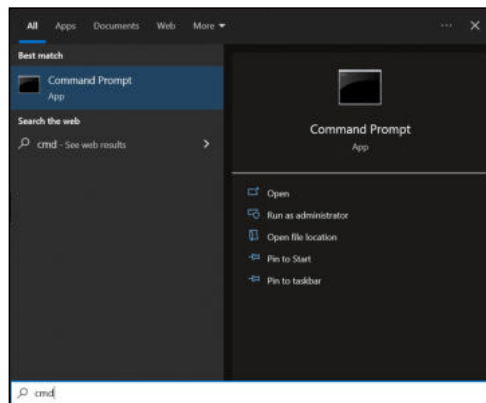 All Apps Documents Web More
Best match
Command Prompt
App
Search the web
cmd - See web results
Command Prompt
App
Open
Run as administrator
Open file location
Pin to Start
Pin to taskbar
cmd